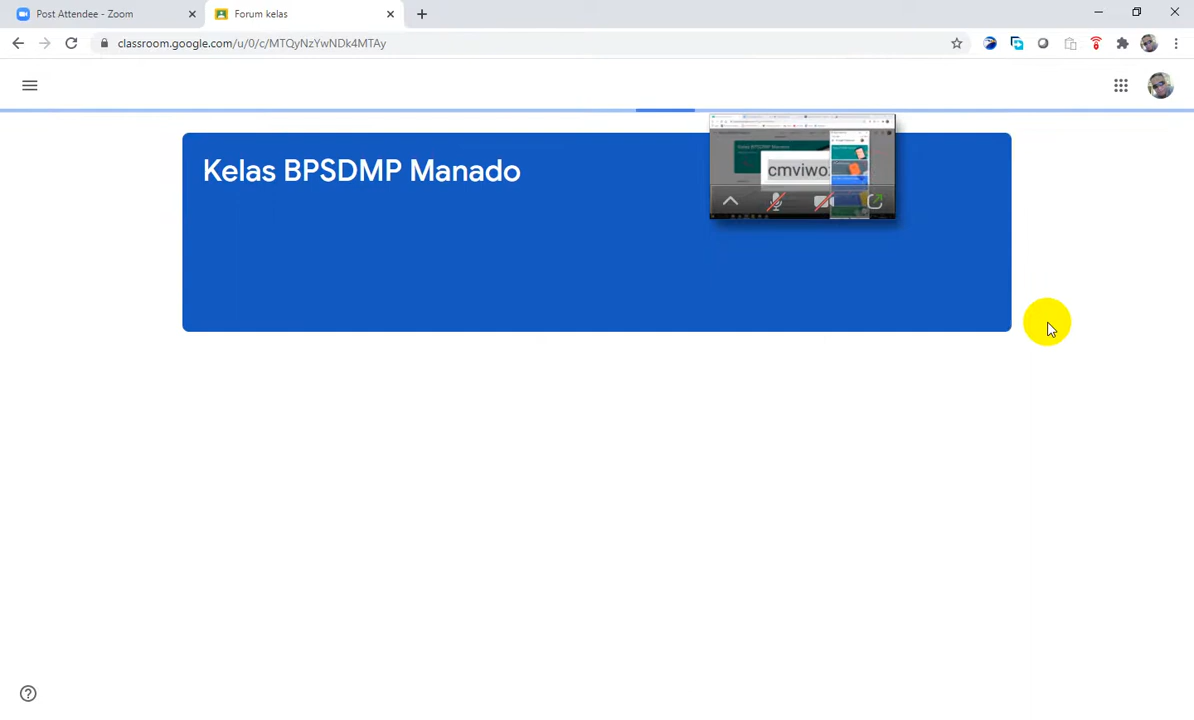 Post Attendee - Zoom
Forum kelas
classroom.google.com/u/0/c/MTQyNzYwNDk4MTAy
Kelas BPSDMP Manado
cmviwo